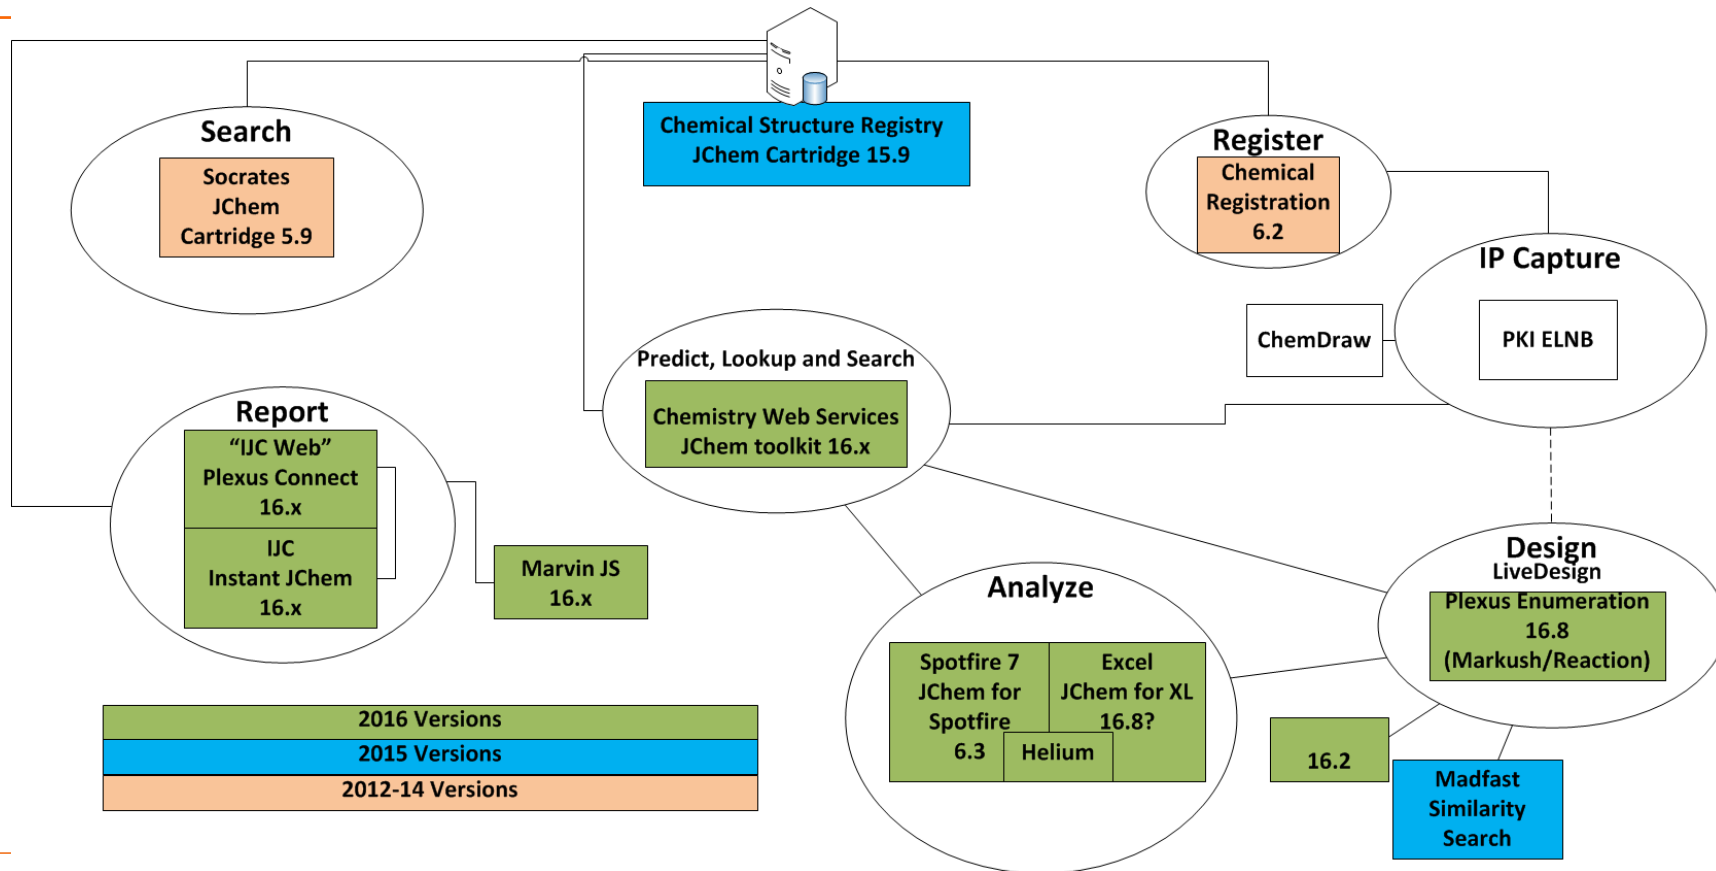 Chemical Structure Registry
JChem Cartridge 15.9
Search
Socrates
JChem
Cartridge 5.9
Register
Chemical
Registration
6.2
IP Capture
PKI ELNB
ChemDraw
Predict, Lookup and Search
Chemistry Web Services
JChem toolkit 16.x
Report
“IJC Web”
Plexus Connect
16.x
IJC
Instant JChem
16.x
Marvin JS
16.x
Analyze
Spotfire 7
JChem for
Spotfire
6.3
Excel
JChem for XL
16.8?
Helium
Design
LiveDesign
Plexus Enumeration
16.8
(Markush/Reaction)
16.2
Madfast
Similarity
Search
2016 Versions
2015 Versions
2012-14 Versions